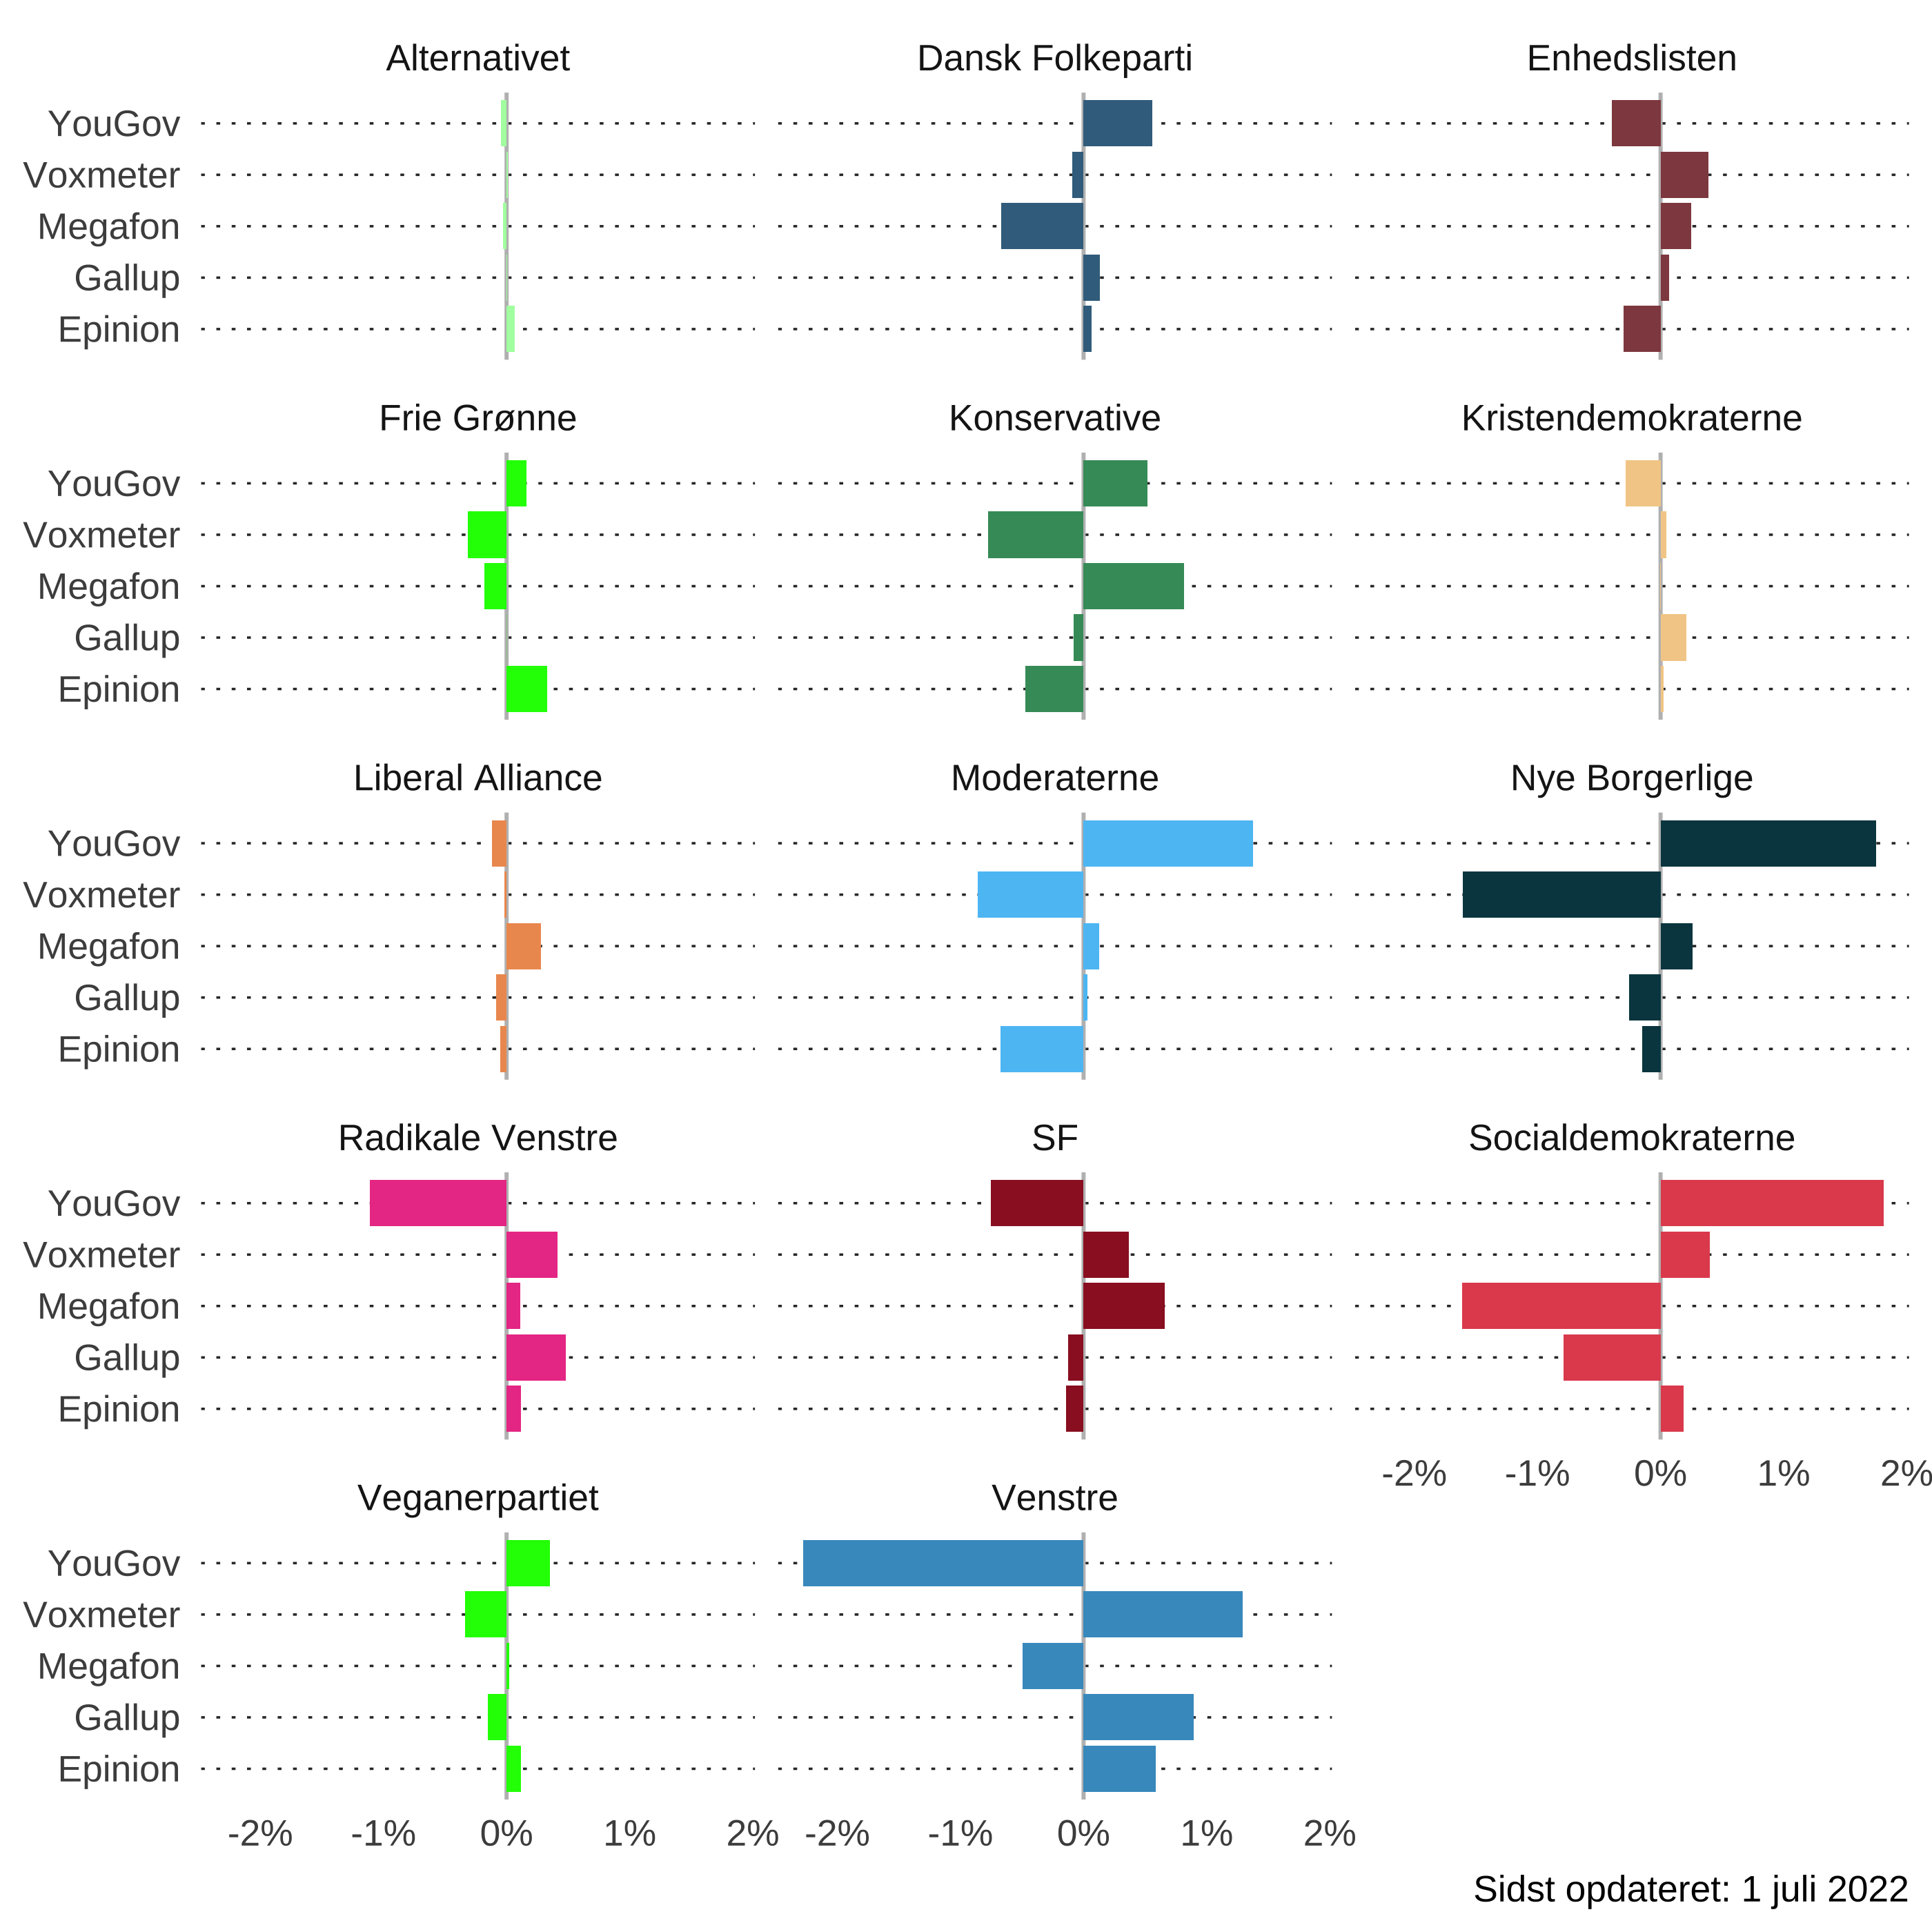 Alternativet Dansk Folkeparti Enhedslisten
YouGov
Voxmeter
Megafon
Gallup
Epinion
Frie Grønne Konservative Kristendemokraterne
YouGov
Voxmeter
Megafon
Gallup
Epinion
Liberal Alliance Moderaterne Nye Borgerlige
YouGov
Voxmeter
Megafon
Gallup
Epinion
Radikale Venstre SF Socialdemokraterne
YouGov
Voxmeter
Megafon
Gallup
Epinion
-2% -1% 0% 1% 2%
Veganerpartiet Venstre
YouGov
Voxmeter
Megafon
Gallup
Epinion
-2% -1% 0% 1% 2% -2% -1% 0% 1% 2%
Sidst opdateret: 1 juli 2022